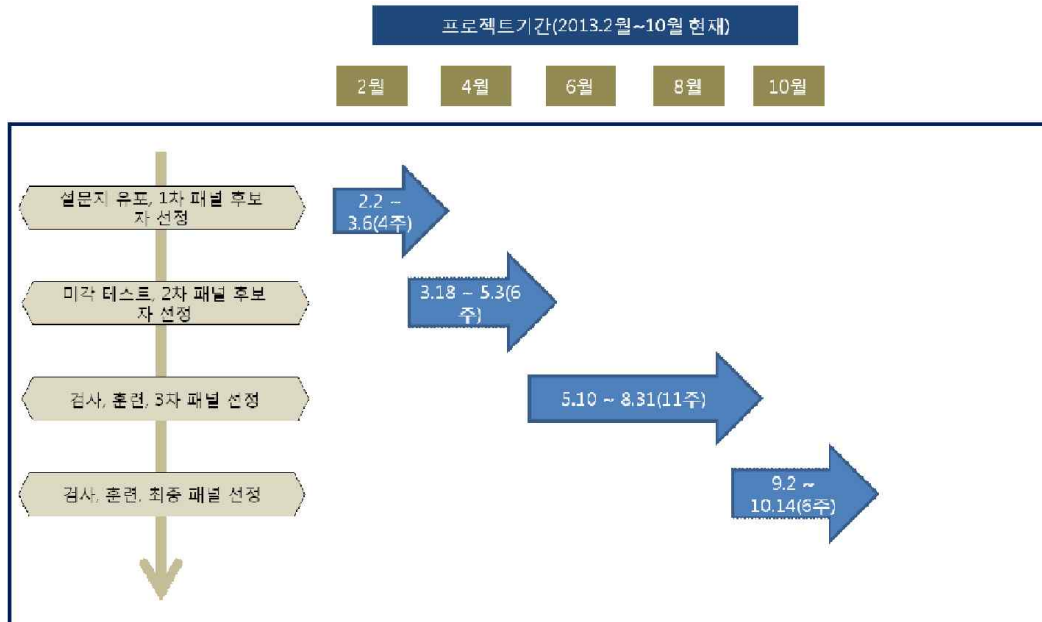 프로젝트기간(2013.2월~10월 현재)
2월 4월 6월 8월 10월
설문지 유포, 1차 패널 후보
자 선정
2.2 ~
3.6(4주)
미각 테스트, 2차 패널 후보
자 선정
3.18 ~ 5.3(6
주)
검사, 훈련, 3차 패널 선정
5.10 ~ 8.31(11주)
검사, 훈련, 최종 패널 선정
9.2 ~
10.14(6주)